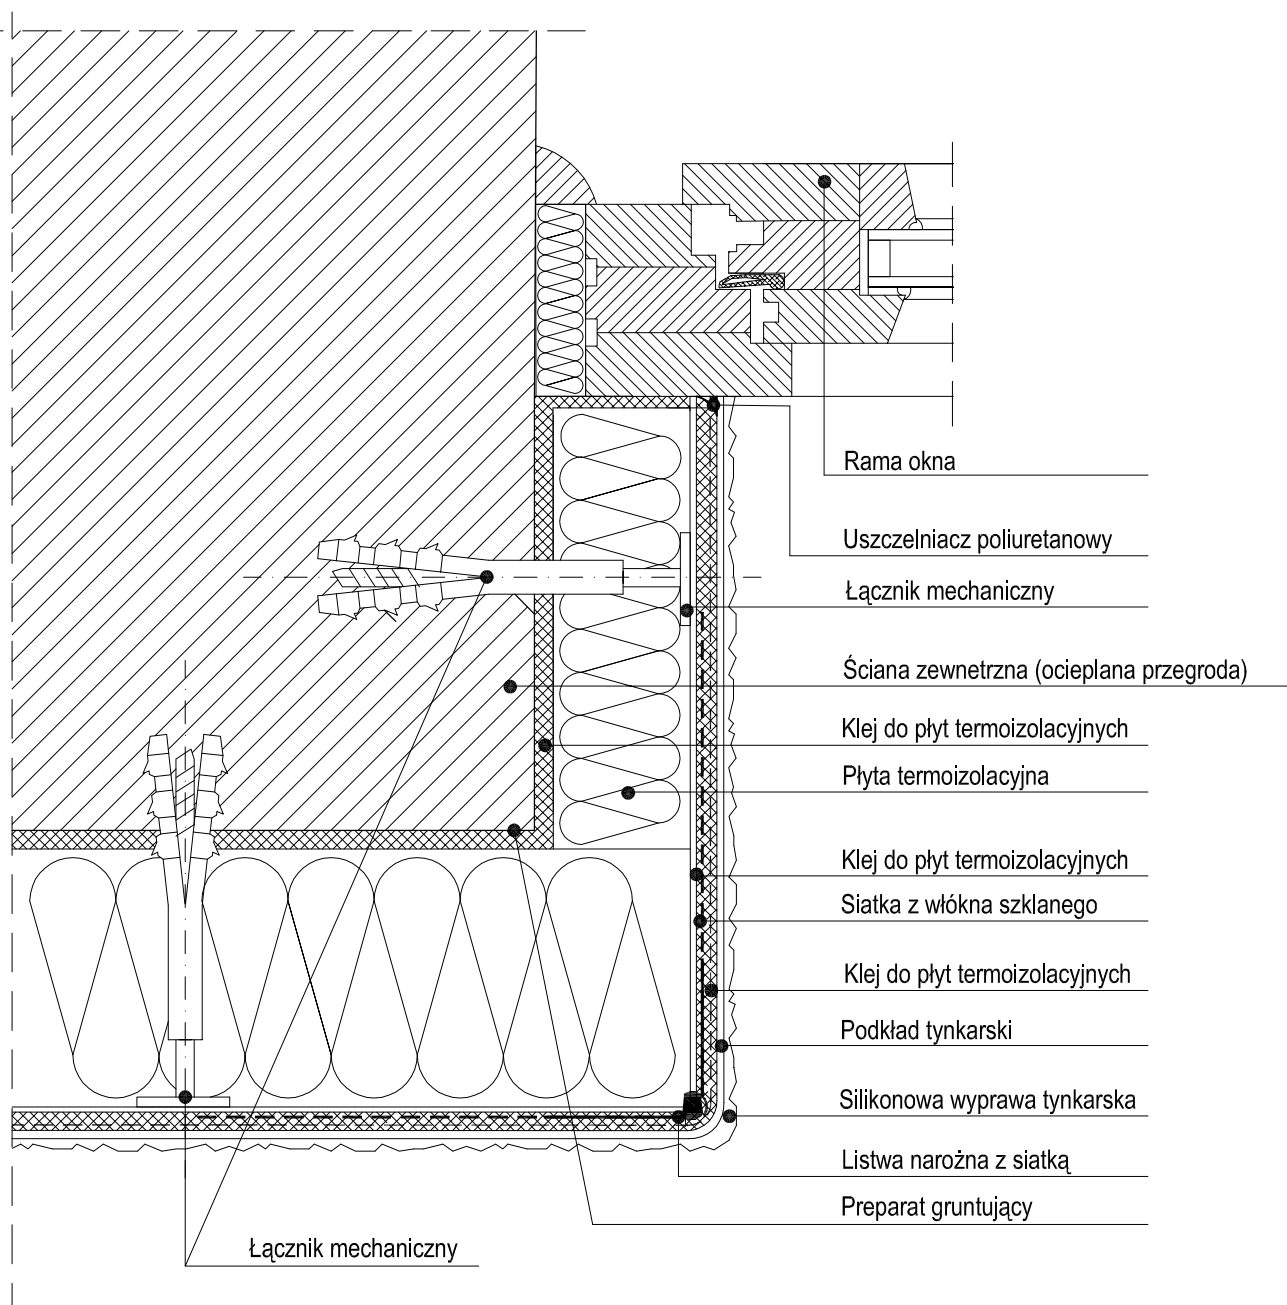 Rama okna
Uszczelniacz poliuretanowy
Łącznik mechaniczny
Ściana zewnetrzna (ocieplana przegroda)
Klej do płyt termoizolacyjnych
Płyta termoizolacyjna
Klej do płyt termoizolacyjnych
Siatka z włókna szklanego
Klej do płyt termoizolacyjnych
Podkład tynkarski
Silikonowa wyprawa tynkarska
Listwa narożna z siatką
Preparat gruntujący
Łącznik mechaniczny